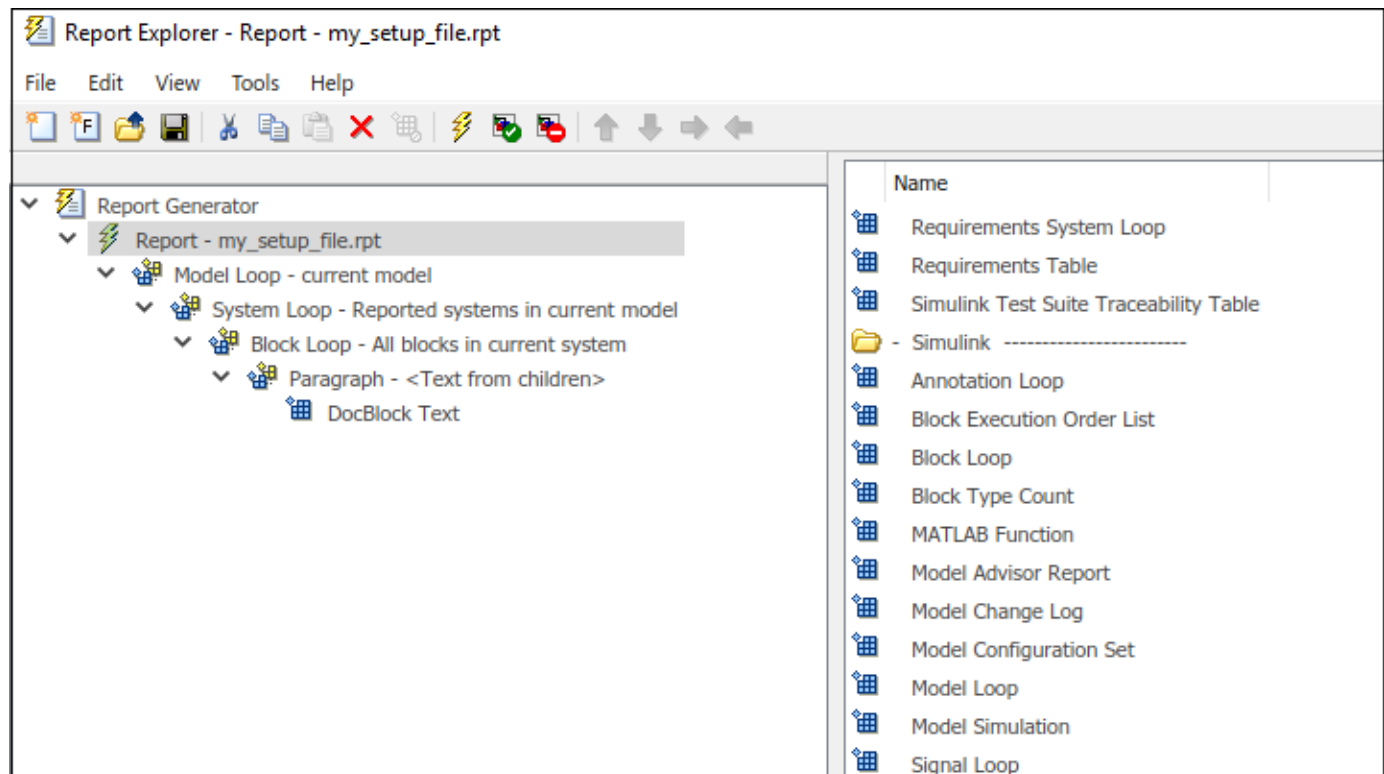 Report Explorer - Report - my_setup_file.rpt
File Edit View Tools Help
F
Report Generator
Report - my_setup_file.rpt
Model Loop - current model
System Loop - Reported systems in current model
Block Loop - All blocks in current system
Paragraph - <Text from children>
DocBlock Text
Name
Requirements System Loop
Requirements Table
Simulink Test Suite Traceability Table
- Simulink ------------------------
Annotation Loop
Block Execution Order List
Block Loop
Block Type Count
MATLAB Function
Model Advisor Report
Model Change Log
Model Configuration Set
Model Loop
Model Simulation
Signal Loop